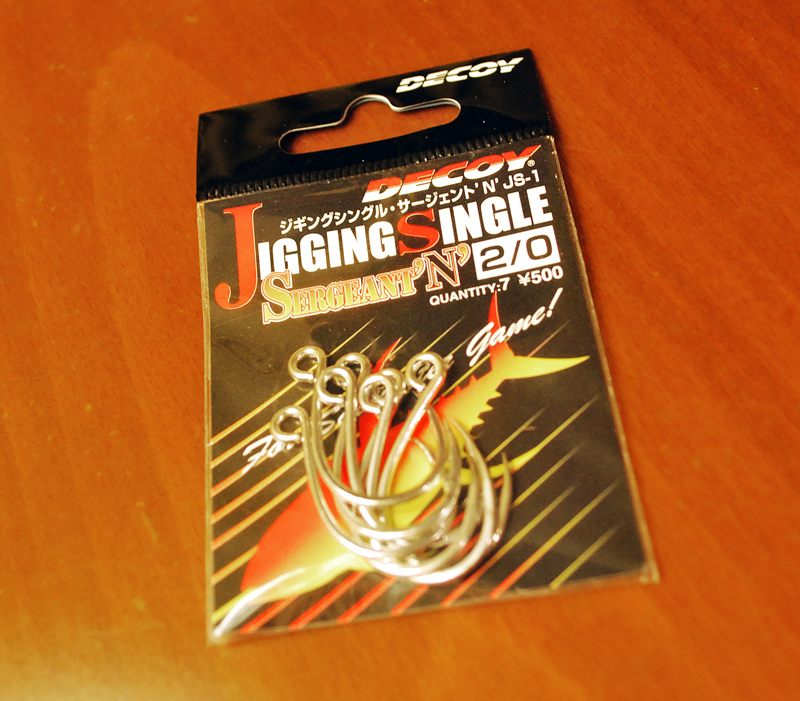 DECOY
DECOY®
ジギングシングル・サージェント'N' JS-1
JIGGING SINGLE
SERGEANT'N' 2/0
QUANTITY:7 ¥500
Game!